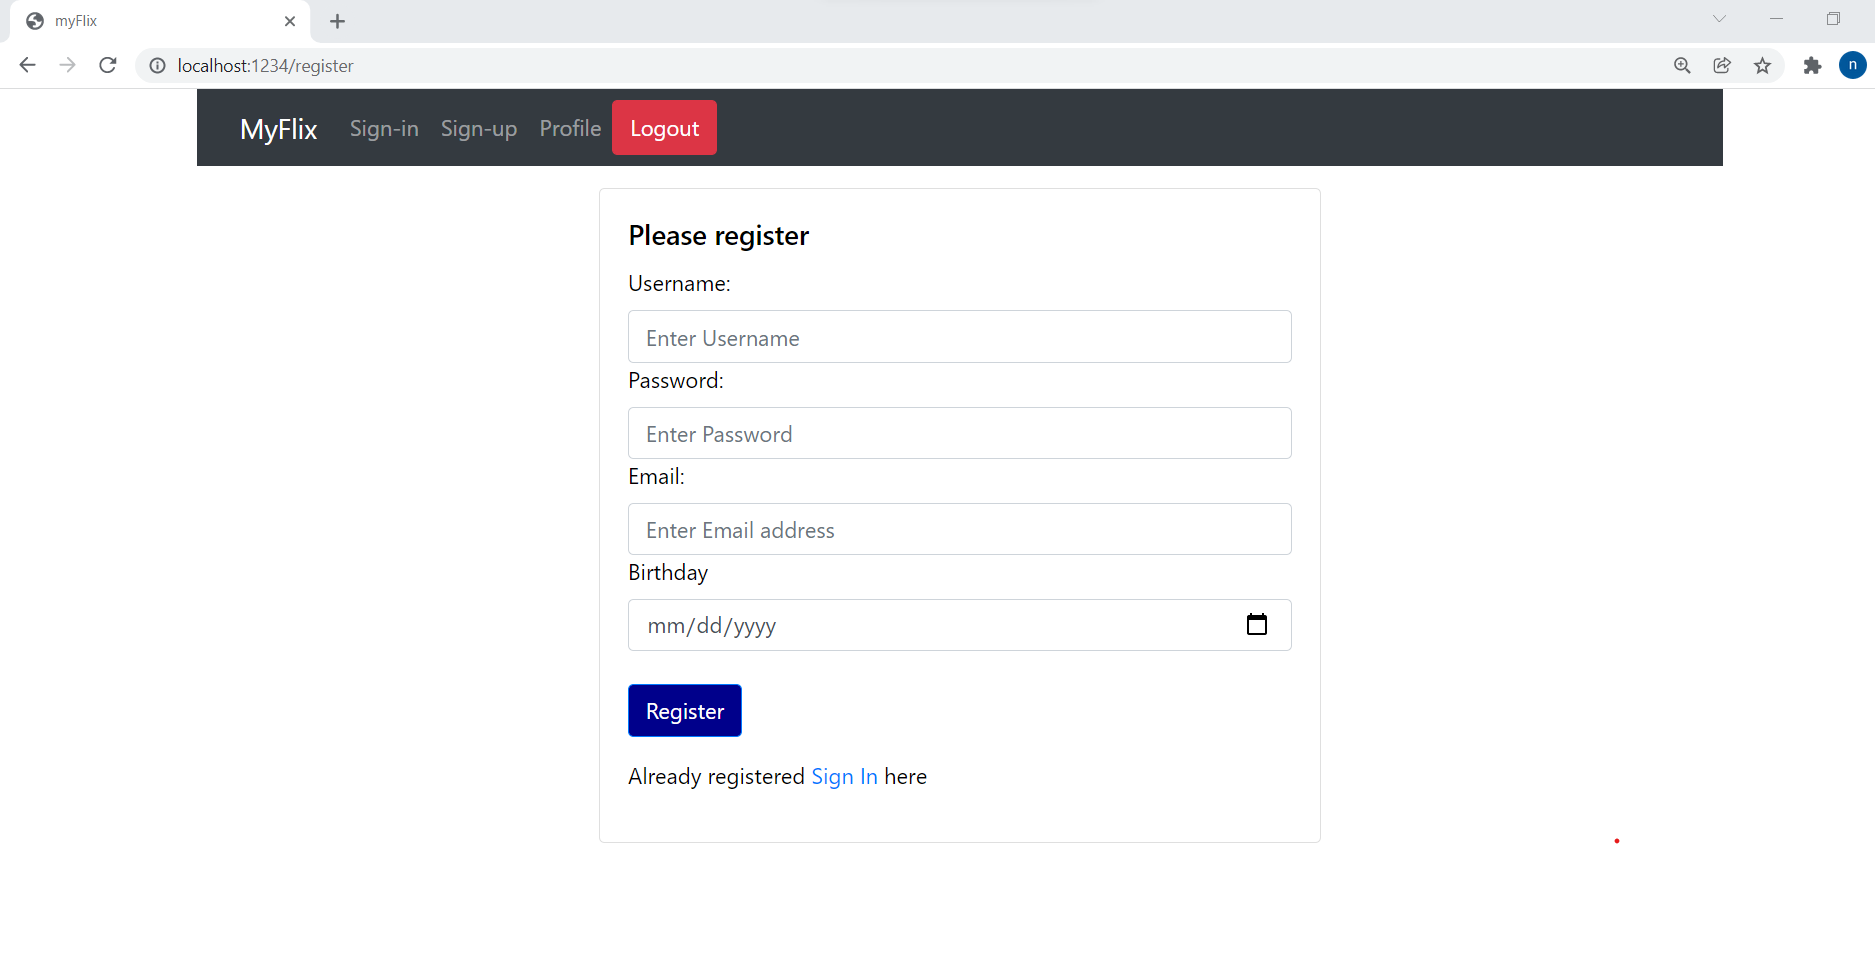 myFlix
localhost:1234/register
n
MyFlix Sign-in Sign-up Profile Logout
Please register
Username:
Enter Username
Password:
Enter Password
Email:
Enter Email address
Birthday
mm/dd/yyyy
Register
Already registered Sign In here